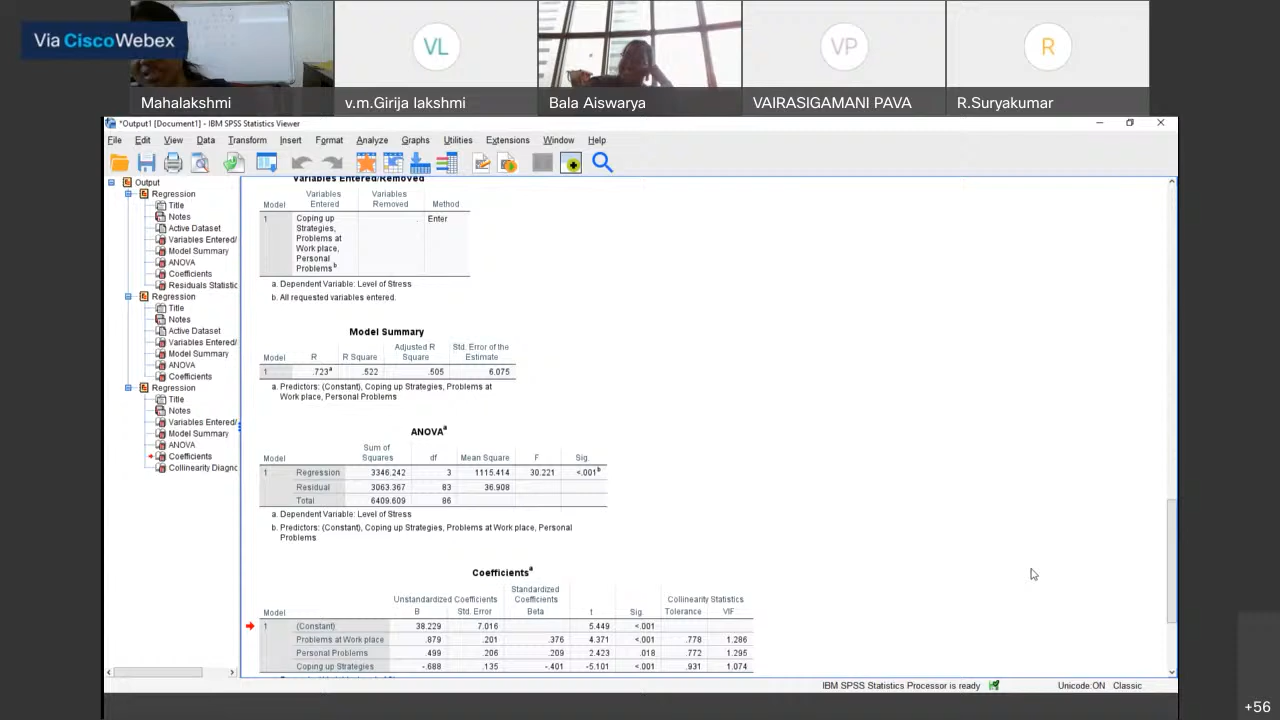 Via Cisco Webex
VL
VP
R
Mahalakshmi
v.m.Girija lakshmi
Bala Aiswarya
VAIRASIGAMANI PAVA
R.Suryakumar
*Output1 [Document1] - IBM SPSS Statistics Viewer
File Edit View Data Transform Insert Format Analyze Graphs Utilities Extensions Window Help
Output
Regression
Title
Notes
Active Dataset
Variables Entered/
Model Summary
ANOVA
Coefficients
Residuals Statistic
Regression
Title
Notes
Active Dataset
Variables Entered/
Model Summary
ANOVA
Coefficients
Regression
Title
Notes
Variables Entered/
Model Summary
ANOVA
Coefficients
Collinearity Diagno
Variables Entered/Removed
Model Variables Entered Variables Removed Method
1 Coping up Strategies, Problems at Work place, Personal Problems b . Enter
a. Dependent Variable: Level of Stress
b. All requested variables entered.
Model Summary
Model R R Square Adjusted R Square Std. Error of the Estimate
1 .723a .522 .505 6.075
a. Predictors: (Constant), Coping up Strategies, Problems at
Work place, Personal Problems
ANOVAa
Model Sum of Squares df Mean Square F Sig.
1 Regression 3346.242 3 1115.414 30.221 <.001b
Residual 3063.367 83 36.908
Total 6409.609 86
a. Dependent Variable: Level of Stress
b. Predictors: (Constant), Coping up Strategies, Problems at Work place, Personal
Problems
Coefficientsa
Unstandardized Coefficients Standardized Coefficients Collinearity Statistics
Model B Std. Error Beta t Sig. Tolerance VIF
1 (Constant) 38.229 7.016 5.449 <.001
Problems at Work place .879 .201 .376 4.371 <.001 .778 1.286
Personal Problems .499 .206 .209 2.423 .018 .772 1.295
Coping up Strategies -.688 .135 -.401 -5.101 <.001 .931 1.074
IBM SPSS Statistics Processor is ready
Unicode:ON Classic
+56